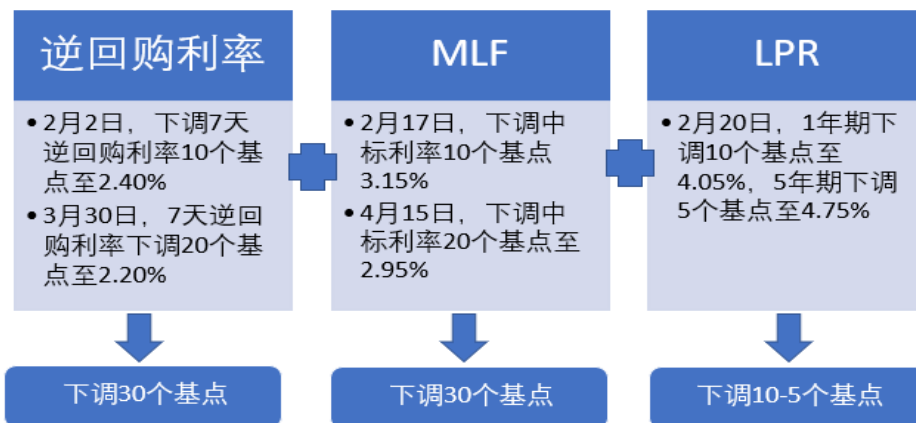 逆回购利率
• 2月2日，下调7天
逆回购利率10个基
点至2.40%
• 3月30日，7天逆回
购利率下调20个基
点至2.20%
下调30个基点
MLF
• 2月17日，下调中
标利率10个基点
3.15%
• 4月15日，下调中
标利率20个基点至
2.95%
下调30个基点
LPR
• 2月20日，1年期下
调10个基点至
4.05%，5年期下调
5个基点至4.75%
下调10-5个基点